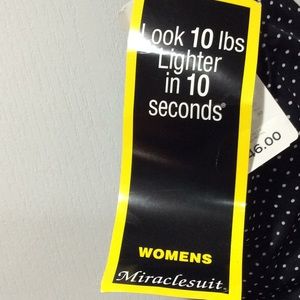 Look 10 lbs
Lighter
in 10
seconds®
WOMENS
Miraclesuit